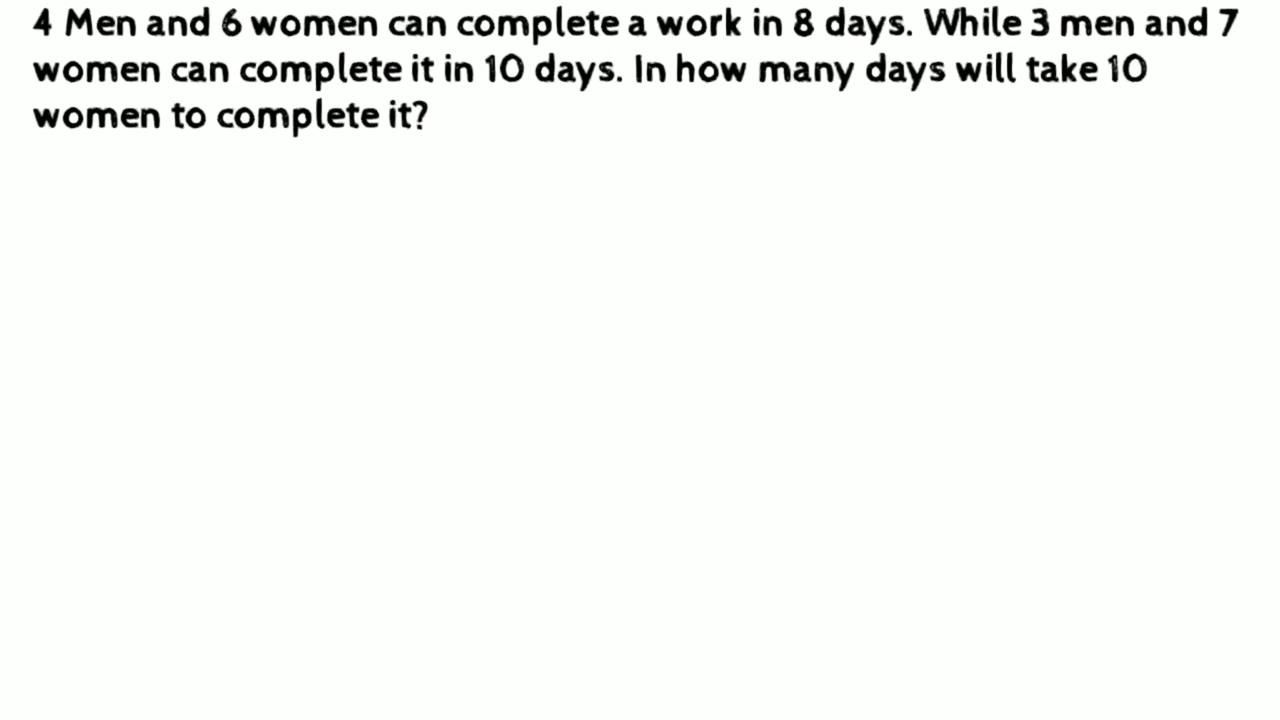 4 Men and 6 women can complete a work in 8 days. While 3 men and 7
women can complete it in 10 days. In how many days will take 10
women to complete it?